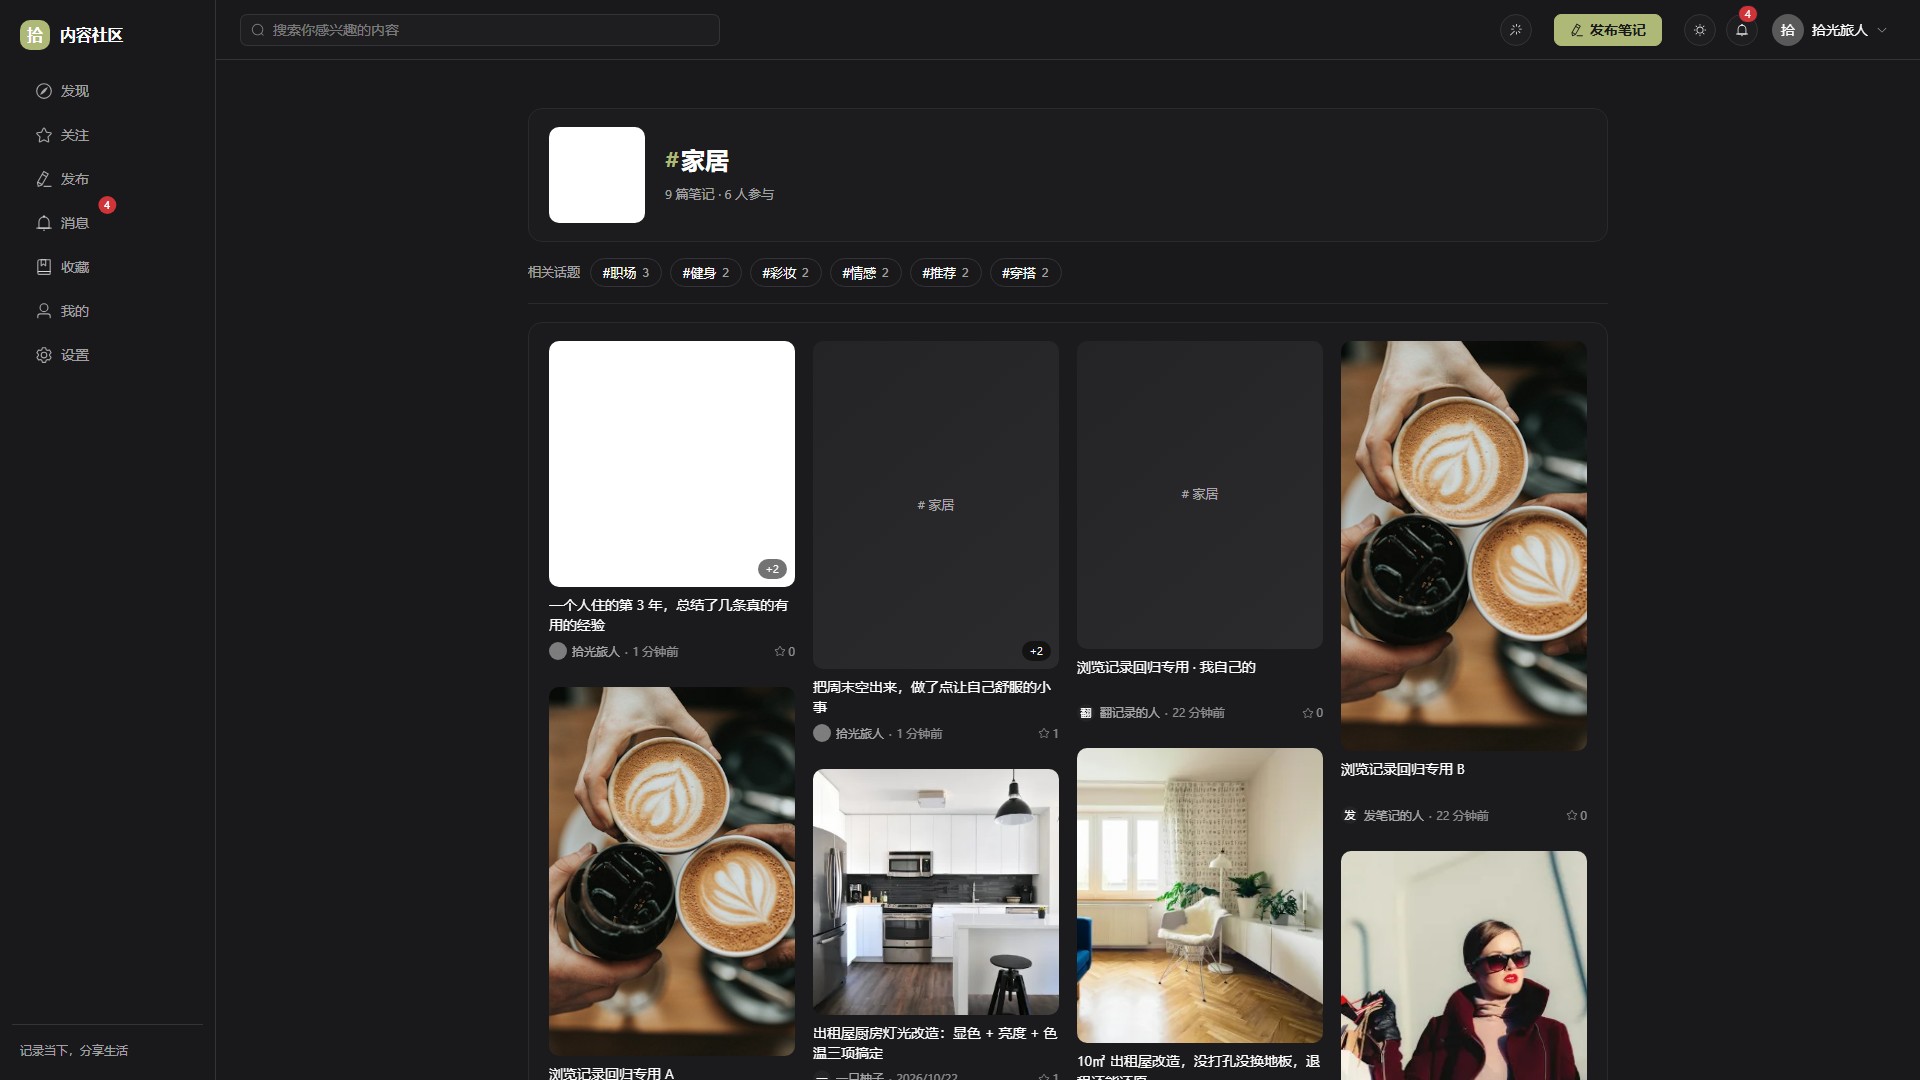 拾 内容社区
搜索你感兴趣的内容
发布笔记
4
拾 拾光旅人
发现
关注
发布
4
消息
收藏
我的
设置
记录当下，分享生活
#家居
9 篇笔记 · 6 人参与
相关话题 #职场 3 #健身 2 #彩妆 2 #情感 2 #推荐 2 #穿搭 2
+2
一个人住的第 3 年，总结了几条真的有
用的经验
拾光旅人 · 1 分钟前 0
浏览记录回归专用 A
# 家居
+2
把周末空出来，做了点让自己舒服的小
事
拾光旅人 · 1 分钟前 1
出租屋厨房灯光改造：显色 + 亮度 + 色
温三项搞定
一只柚子 · 2026/10/22 1
# 家居
浏览记录回归专用 · 我自己的
翻 翻记录的人 · 22 分钟前 0
10㎡ 出租屋改造，没打孔没换地板，退
浏览记录回归专用 B
发 发笔记的人 · 22 分钟前 0